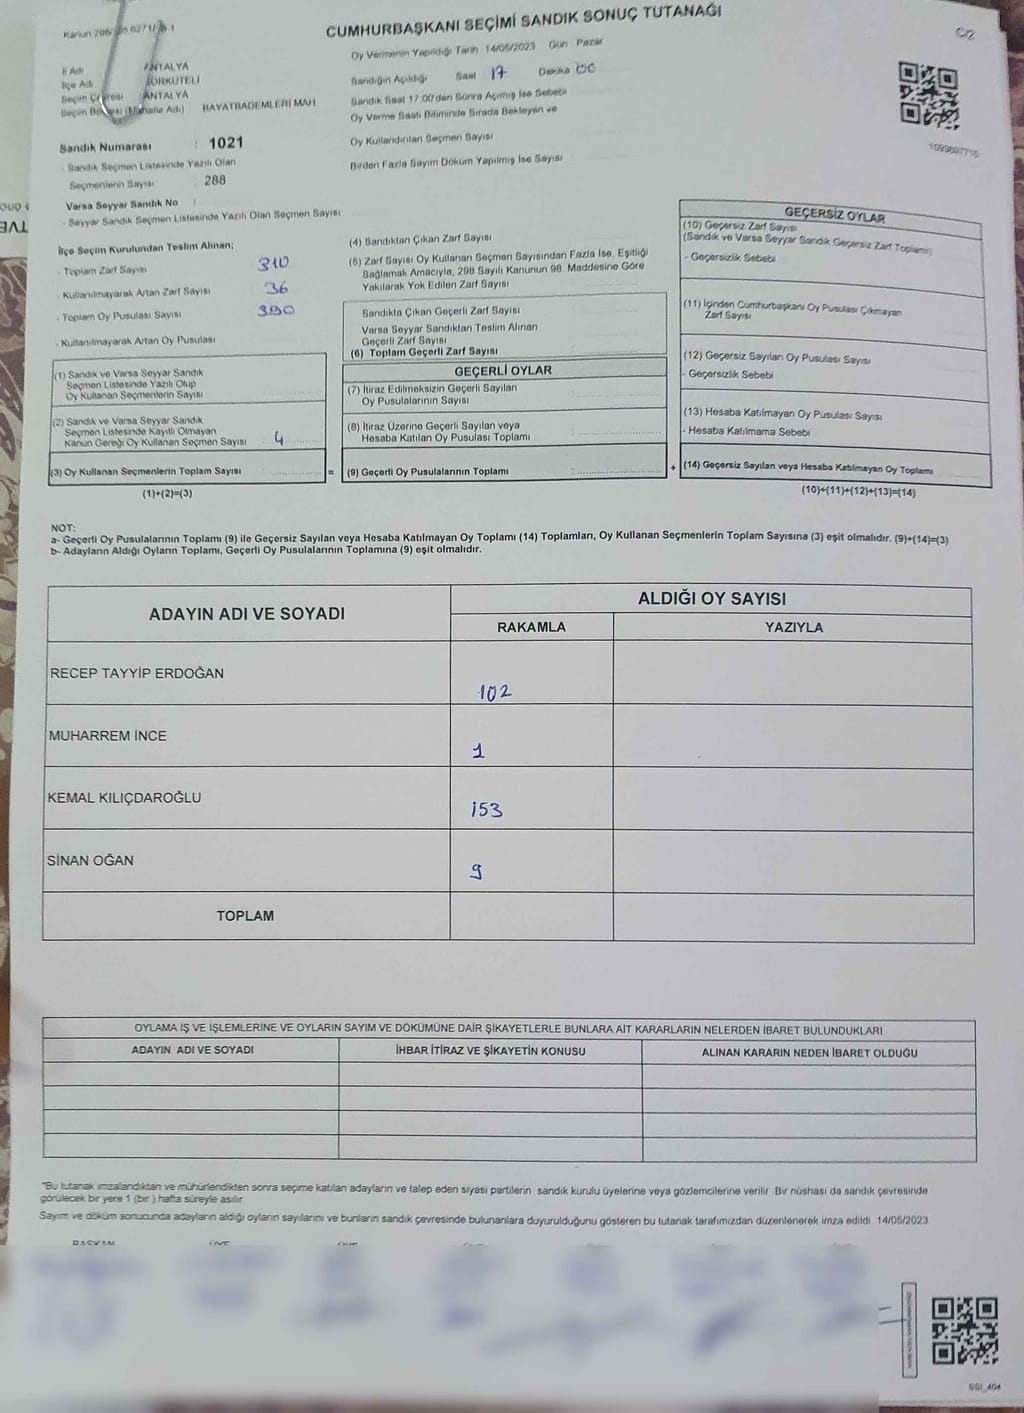 CUMHURBAŞKANI SEÇİMİ SANDIK SONUÇ TUTANAĞI
Oy Vermenin Yapıldığı Tarih 14/05/2023 Gün Pazar
İl Adı ANTALYA
İlçe Adı
Seçim ANTALYA
Adı) BAYATBADEMLERİ MAH
Sandığın Açıldığı Saat 17 Dakika 00
Sandık Saat 17:00'den Sonra Açılmış İse Sebebi
Oy Verme Saati Bitiminde Sırada Bekleyen ve
Oy Kullandırılan Seçmen Sayısı
Birden Fazla Sayım Döküm Yapılmış İse Sayısı
Sandık Numarası : 1021
- Sandık Seçmen Listesinde Yazılı Olan
Seçmenlerin Sayısı 288
Varsa Seyyar Sandık No :
- Seyyar Sandık Seçmen Listesinde Yazılı Olan Seçmen Sayısı
İlçe Seçim Kurulundan Teslim Alınan;
- Toplam Zarf Sayısı 310
- Kullanılmayarak Artan Zarf Sayısı 36
- Toplam Oy Pusulası Sayısı
- Kullanılmayarak Artan Oy Pusulası
(1) Sandık ve Varsa Seyyar Sandık
Seçmen Listesinde Yazılı Olup
Oy Kullanan Seçmenlerin Sayısı
(2) Sandık ve Varsa Seyyar Sandık
Seçmen Listesinde Kayıtlı Olmayan
Kanun Gereği Oy Kullanan Seçmen Sayısı : 4
(3) Oy Kullanan Seçmenlerin Toplam Sayısı :
(1)+(2)=(3)
=
(4) Sandıktan Çıkan Zarf Sayısı
(5) Zarf Sayısı Oy Kullanan Seçmen Sayısından Fazla İse, Eşitliği
Sağlamak Amacıyla, 298 Sayılı Kanunun 98. Maddesine Göre
Yakılarak Yok Edilen Zarf Sayısı
Sandıkta Çıkan Geçerli Zarf Sayısı
Varsa Seyyar Sandıktan Teslim Alınan
Geçerli Zarf Sayısı
(6) Toplam Geçerli Zarf Sayısı
GEÇERLİ OYLAR
(7) İtiraz Edilmeksizin Geçerli Sayılan
Oy Pusulalarının Sayısı
(8) İtiraz Üzerine Geçerli Sayılan veya
Hesaba Katılan Oy Pusulası Toplamı
(9) Geçerli Oy Pusulalarının Toplamı :
+
GEÇERSİZ OYLAR
(10) Geçersiz Zarf Sayısı
(Sandık ve Varsa Seyyar Sandık Geçersiz Zarf Toplamı)
- Geçersizlik Sebebi
(11) İçinden Cumhurbaşkanı Oy Pusulası Çıkmayan
Zarf Sayısı
(12) Geçersiz Sayılan Oy Pusulası Sayısı
- Geçersizlik Sebebi
(13) Hesaba Katılmayan Oy Pusulası Sayısı
- Hesaba Katılmama Sebebi
(14) Geçersiz Sayılan veya Hesaba Katılmayan Oy Toplamı
(10)+(11)+(12)+(13)=(14)
NOT:
a- Geçerli Oy Pusulalarının Toplamı (9) ile Geçersiz Sayılan veya Hesaba Katılmayan Oy Toplamı (14) Toplamları, Oy Kullanan Seçmenlerin Toplam Sayısına (3) eşit olmalıdır. (9)+(14)=(3)
b- Adayların Aldığı Oyların Toplamı, Geçerli Oy Pusulalarının Toplamına (9) eşit olmalıdır.
ADAYIN ADI VE SOYADI
ALDIĞI OY SAYISI
RAKAMLA YAZIYLA
RECEP TAYYİP ERDOĞAN 102
MUHARREM İNCE 1
KEMAL KILIÇDAROĞLU 153
SİNAN OĞAN 9
TOPLAM
OYLAMA İŞ VE İŞLEMLERİNE VE OYLARIN SAYIM VE DÖKÜMÜNE DAİR ŞİKAYETLERLE BUNLARA AİT KARARLARIN NELERDEN İBARET BULUNDUKLARI
ADAYIN ADI VE SOYADI İHBAR İTİRAZ VE ŞİKAYETİN KONUSU ALINAN KARARIN NEDEN İBARET OLDUĞU
"Bu tutanak imzalandıktan ve mühürlendikten sonra seçime katılan adayların ve talep eden siyasi partilerin sandık kurulu üyelerine veya gözlemcilerine verilir. Bir nüshası da sandık çevresinde
görülecek bir yere 1 (bir ) hafta süreyle asılır.
Sayım ve döküm sonucunda adayların aldığı oyların sayılarını ve bunların sandık çevresinde bulunanlara duyurulduğunu gösteren bu tutanak tarafımızdan düzenlenerek imza edildi. 14/05/2023
BAŞKAN ÜYE